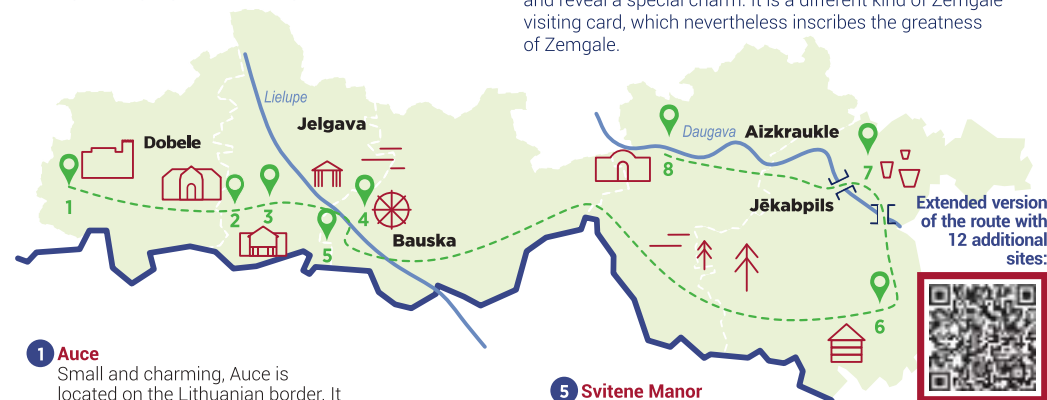 and reveal a special charm. It is a different kind of Zemgale
visiting card, which nevertheless inscribes the greatness
of Zemgale.
Lielupe
Jelgava
Dobele
Daugava
Aizkraukle
1
2
3
4
5
8
7
Jēkabpils
Bauska
6
Extended version
of the route with
12 additional
sites:
1 Auce
Small and charming, Auce is
located on the Lithuanian border. It
5 Svitene Manor